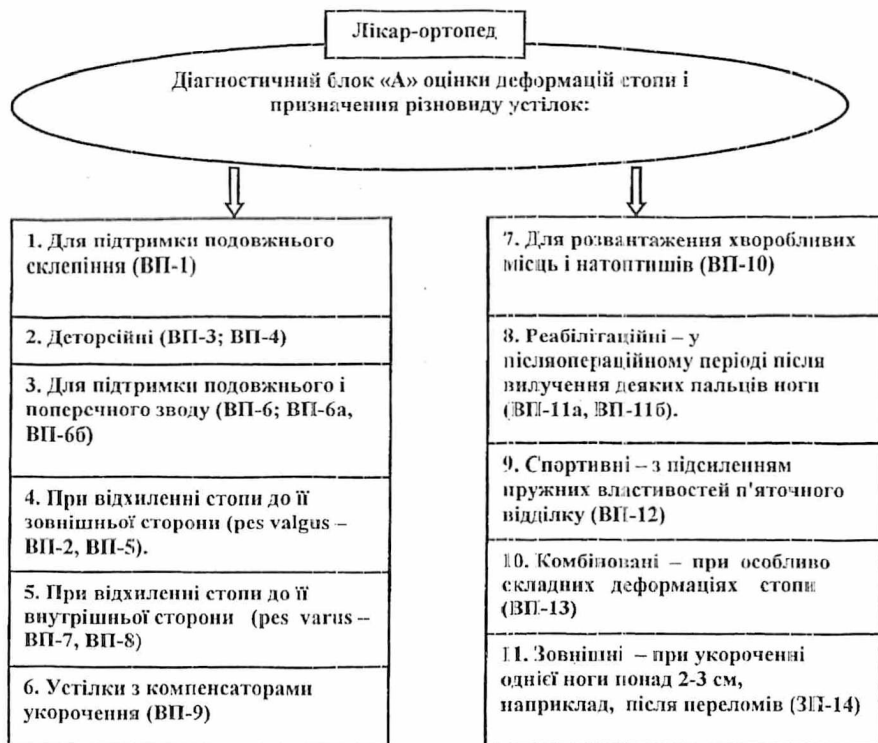 Лікар-ортопед
Діагностичний блок «А» оцінки деформацій стопи і
призначення різновиду устілок:
1. Для підтримки подовжнього
склепіння (ВП-1)
2. Деторсійні (ВП-3; ВП-4)
3. Для підтримки подовжнього і
поперечного зводу (ВП-6; ВП-6а,
ВП-6б)
4. При відхиленні стопи до її
зовнішньої сторони (pes valgus –
ВП-2, ВП-5).
5. При відхиленні стопи до її
внутрішньої сторони (pes varus –
ВП-7, ВП-8)
6. Устілки з компенсаторами
укорочення (ВП-9)
7. Для розвантаження хворобливих
місць і натоптишів (ВП-10)
8. Реабілітаційні – у
післяопераційному періоді після
вилучення деяких пальців ноги
(ВП-11а, ВП-11б).
9. Спортивні – з підсиленням
пружних властивостей п'яточного
відділку (ВП-12)
10. Комбіновані – при особливо
складних деформаціях стопи
(ВП-13)
11. Зовнішні – при укороченні
однієї ноги понад 2-3 см,
наприклад, після переломів (ЗП-14)